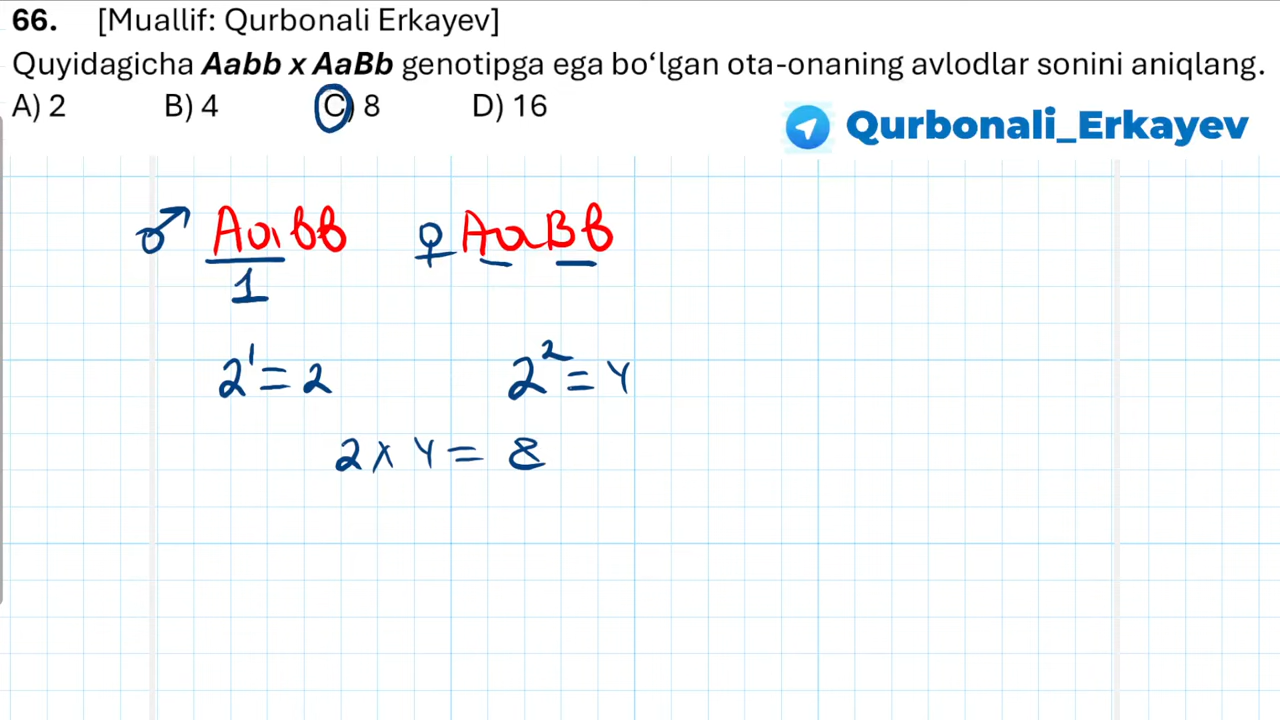 66. [Muallif: Qurbonali Erkayev]
Quyidagicha Aabb x AaBb genotipga ega bo‘lgan ota-onaning avlodlar sonini aniqlang.
A) 2 B) 4 C) 8 D) 16
Qurbonali_Erkayev
♂ Aabb ♀ AaBb
1
2¹ = 2 2² = 4
2 x 4 = 8